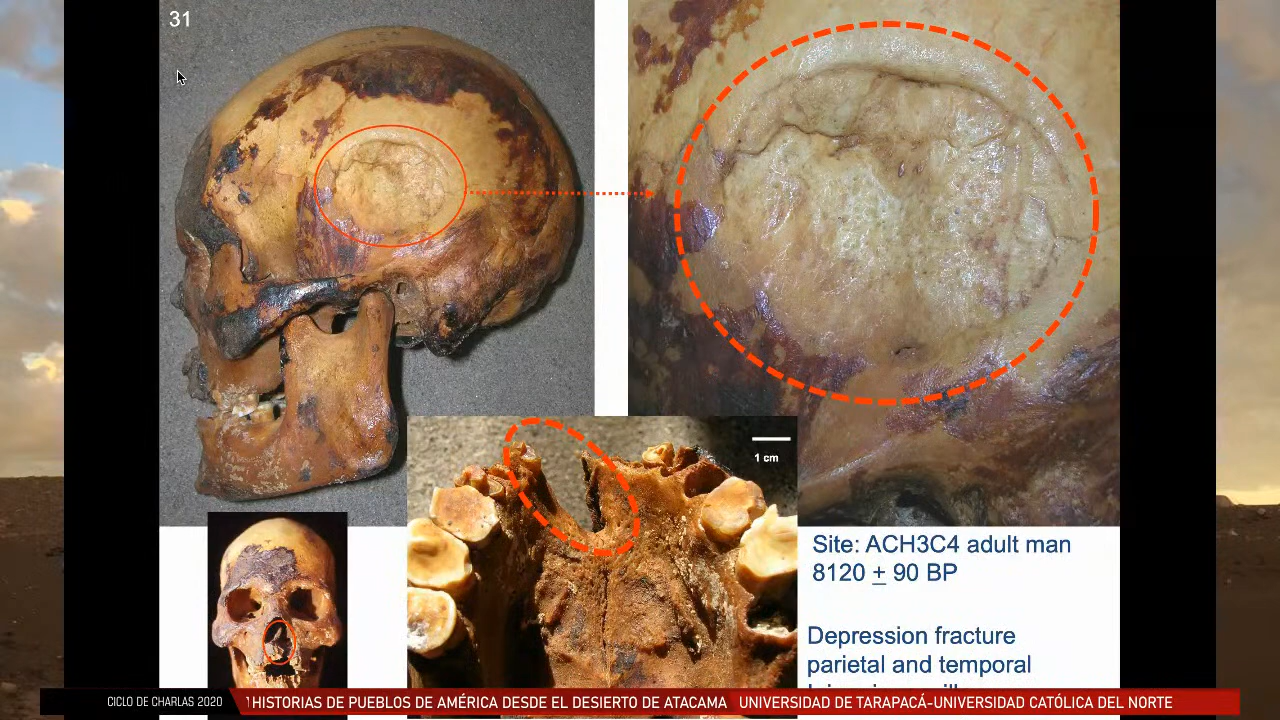 31
1 cm
Site: ACH3C4 adult man
8120 ± 90 BP
Depression fracture
parietal and temporal
CICLO DE CHARLAS 2020
HISTORIAS DE PUEBLOS DE AMÉRICA DESDE EL DESIERTO DE ATACAMA UNIVERSIDAD DE TARAPACÁ-UNIVERSIDAD CATÓLICA DEL NORTE